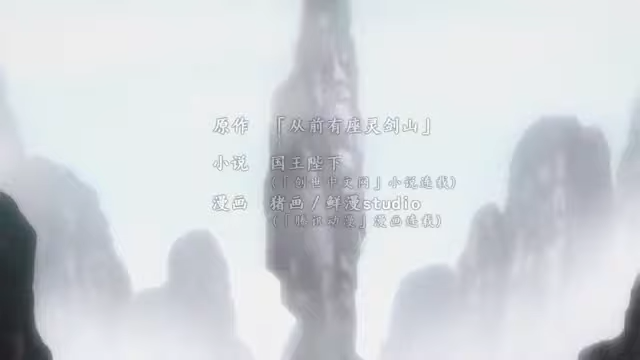 原作 「从前有座灵剑山」
小说 国王陛下
(「创世中文网」小说连载)
漫画 猪画/鲜漫studio
(「腾讯动漫」漫画连载)